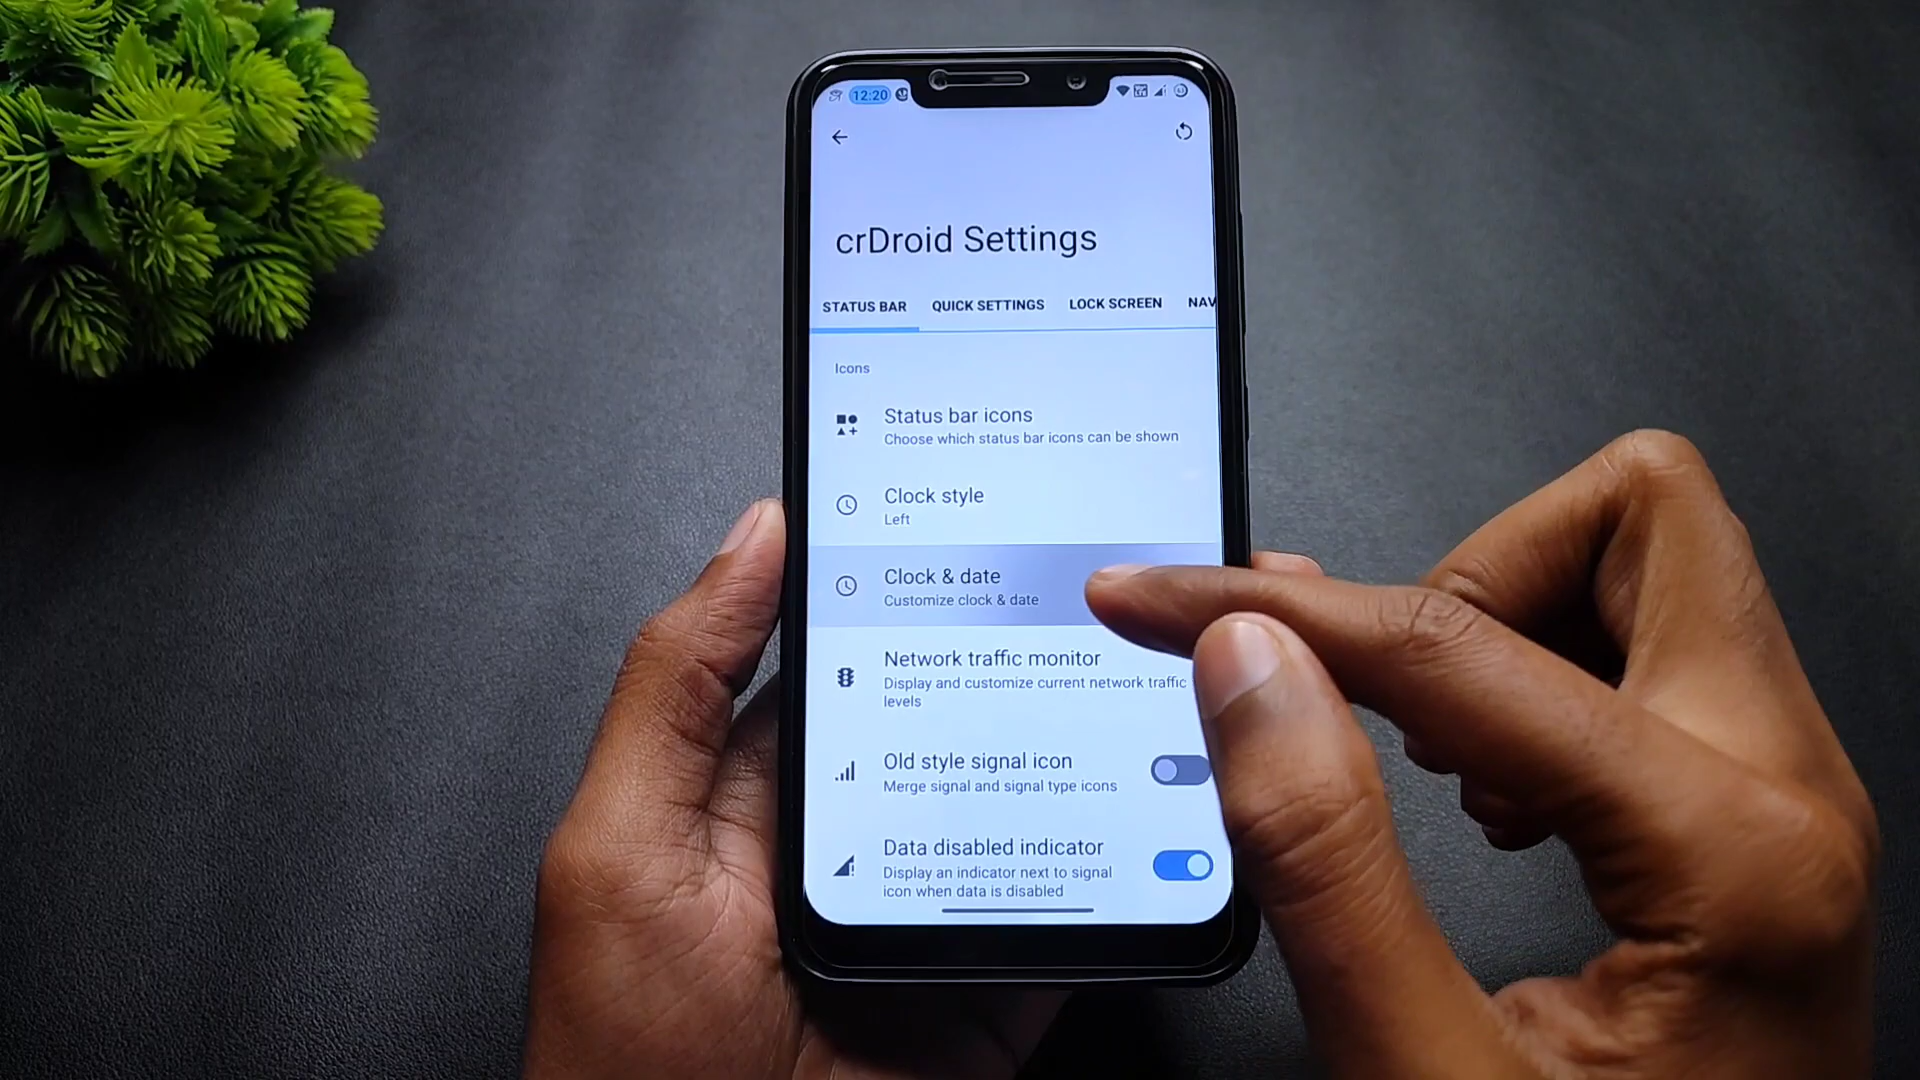 12:20
crDroid Settings
STATUS BAR QUICK SETTINGS LOCK SCREEN NAV
Icons
Status bar icons
Choose which status bar icons can be shown
Clock style
Left
Clock & date
Customize clock & date
Network traffic monitor
Display and customize current network traffic
levels
Old style signal icon
Merge signal and signal type icons
Data disabled indicator
Display an indicator next to signal
icon when data is disabled